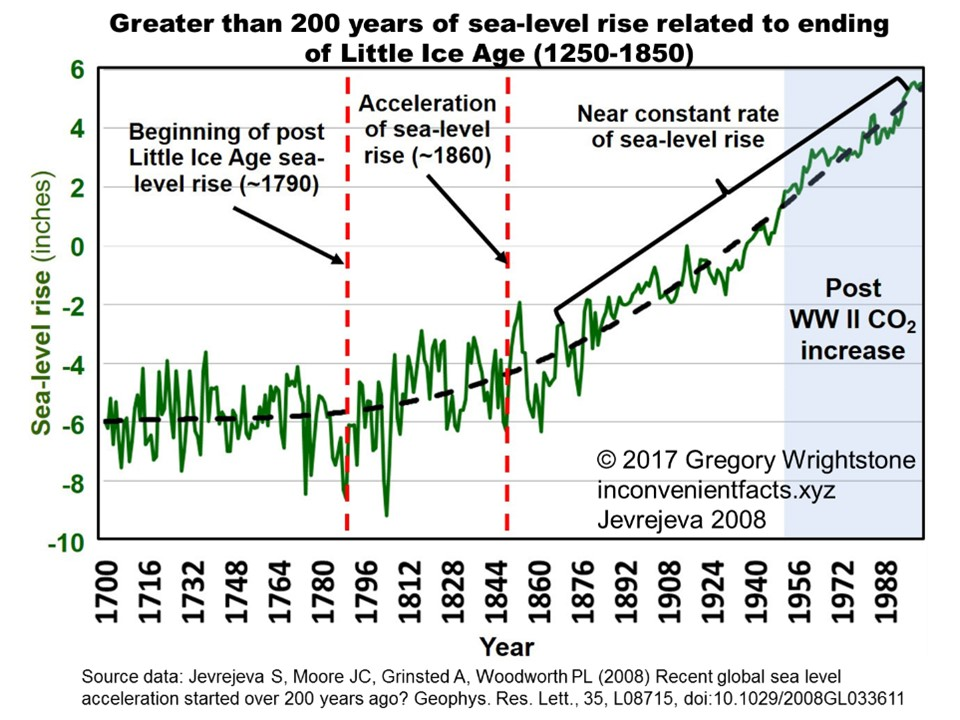 Greater than 200 years of sea-level rise related to ending
of Little Ice Age (1250-1850)
6
4
2
0
-2
-4
-6
-8
-10
Sea-level rise (inches)
Beginning of post
Little Ice Age sea-
level rise (~1790)
Acceleration
of sea-level
rise (~1860)
Near constant rate
of sea-level rise
Post
WW II CO₂
increase
© 2017 Gregory Wrightstone
inconvenientfacts.xyz
Jevrejeva 2008
1700 1716 1732 1748 1764 1780 1796 1812 1828 1844 1860 1876 1892 1908 1924 1940 1956 1972 1988
Year
Source data: Jevrejeva S, Moore JC, Grinsted A, Woodworth PL (2008) Recent global sea level
acceleration started over 200 years ago? Geophys. Res. Lett., 35, L08715, doi:10.1029/2008GL033611